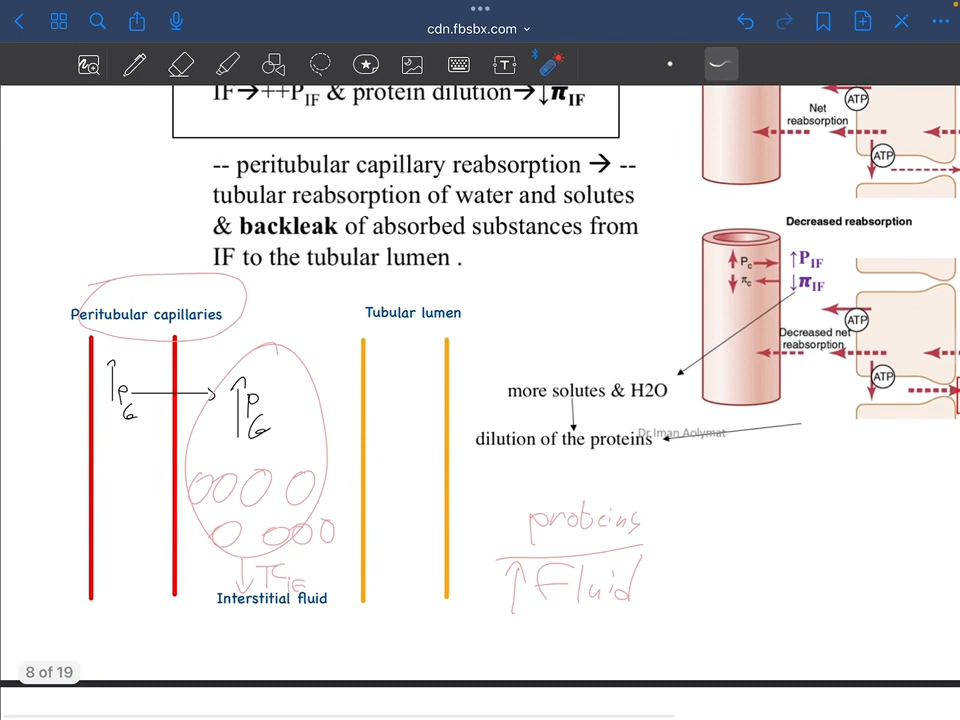 cdn.fbsbx.com
IF→++PIF & protein dilution→↓πIF
-- peritubular capillary reabsorption → --
tubular reabsorption of water and solutes
& backleak of absorbed substances from
IF to the tubular lumen .
Peritubular capillaries
Tubular lumen
↑PG
↑PG
↓πIF
Interstitial fluid
more solutes & H2O
dilution of the proteins
Dr Iman Aolymat
proteins
↑ Fluid
Net
reabsorption
ATP
ATP
Decreased reabsorption
↑Pc
↓πc
↑PIF
↓πIF
Decreased net
reabsorption
ATP
ATP
8 of 19
T